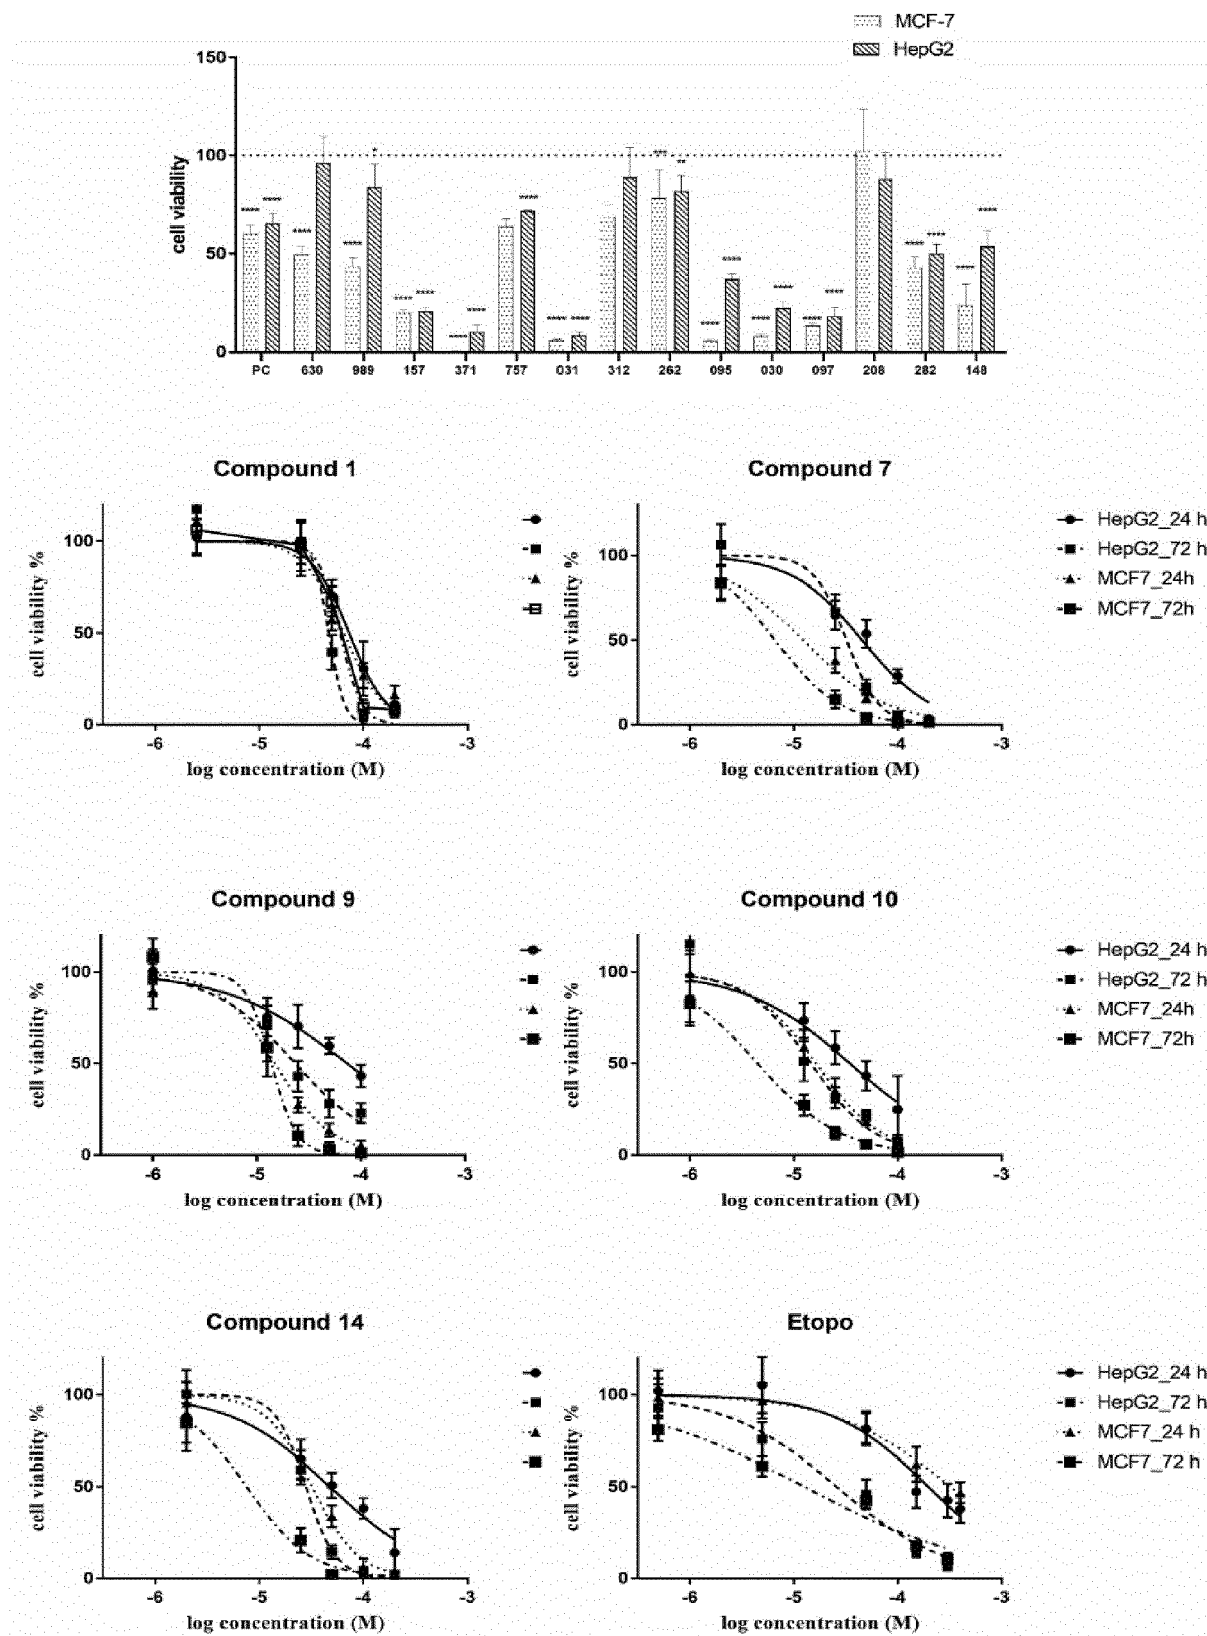 MCF-7
HepG2
150
100
50
0
cell viability
**** **** **** **** * **** **** **** **** **** **** *** ** **** **** **** **** **** **** **** **** **** ****
PC 630 989 157 371 757 031 312 262 095 030 097 208 282 148
Compound 1
100
50
0
cell viability %
-6 -5 -4 -3
log concentration (M)
Compound 7
100
50
0
cell viability %
-6 -5 -4 -3
log concentration (M)
HepG2_24 h
HepG2_72 h
MCF7_24h
MCF7_72h
Compound 9
100
50
0
cell viability %
-6 -5 -4 -3
log concentration (M)
Compound 10
100
50
0
cell viability %
-6 -5 -4 -3
log concentration (M)
HepG2_24 h
HepG2_72 h
MCF7_24h
MCF7_72h
Compound 14
100
50
0
cell viability %
-6 -5 -4 -3
log concentration (M)
Etopo
100
50
0
cell viability %
-6 -5 -4 -3
log concentration (M)
HepG2_24 h
HepG2_72 h
MCF7_24 h
MCF7_72 h